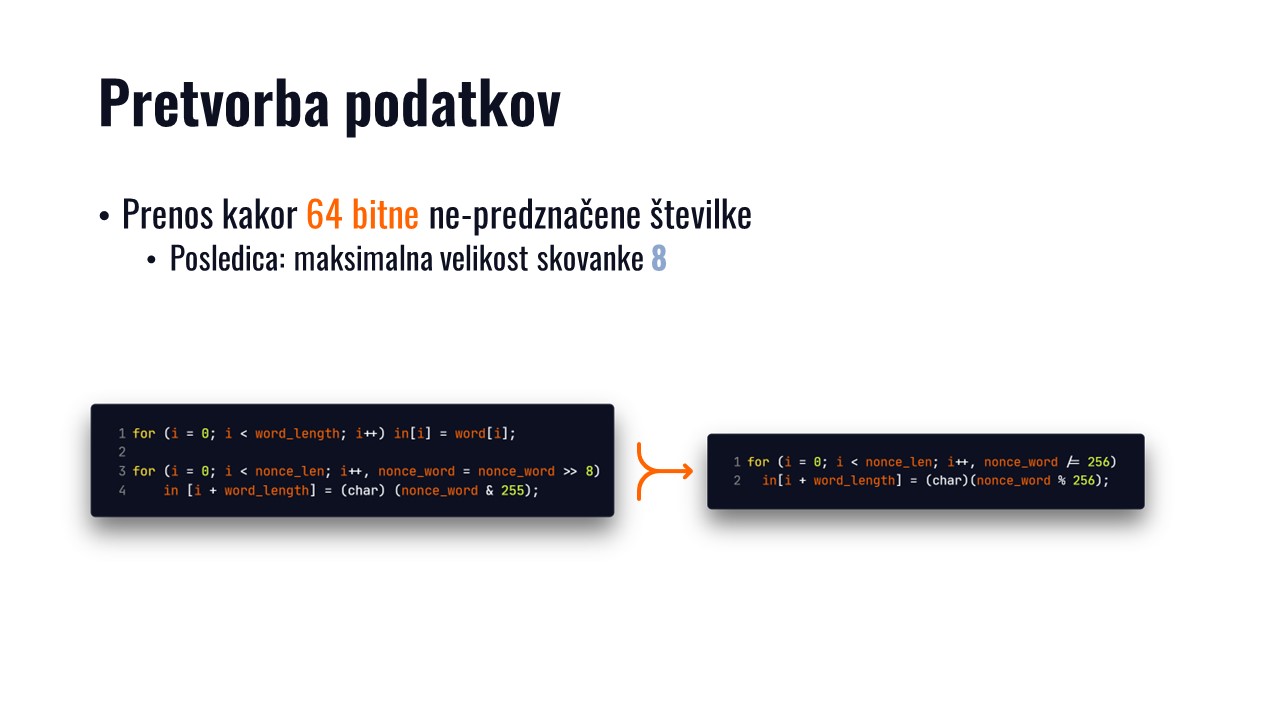 Pretvorba podatkov
• Prenos kakor 64 bitne ne-predznačene številke
• Posledica: maksimalna velikost skovanke 8
1 for (i = 0; i < word_length; i++) in[i] = word[i];
2
3 for (i = 0; i < nonce_len; i++, nonce_word = nonce_word >> 8)
4 in [i + word_length] = (char) (nonce_word & 255);
1 for (i = 0; i < nonce_len; i++, nonce_word /= 256)
2 in[i + word_length] = (char)(nonce_word % 256);